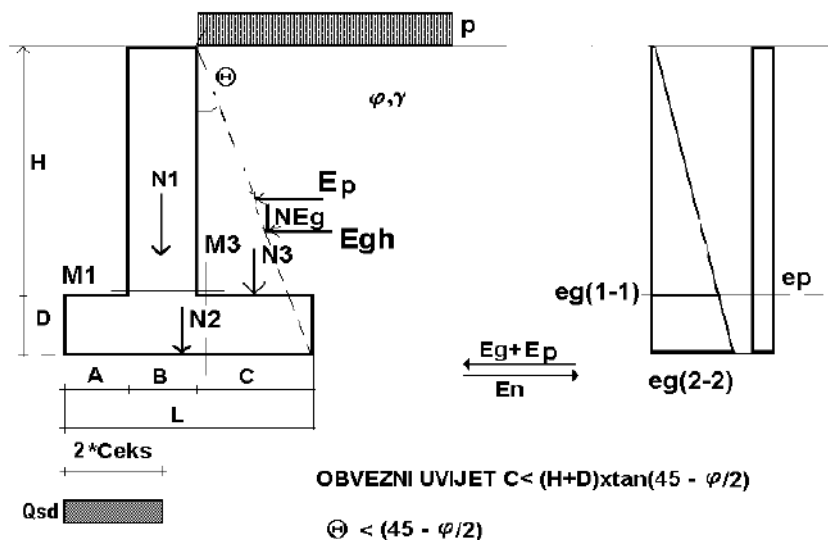 p
Θ
φ,γ
H
N1
Ep
NEg
Egh
M3
N3
M1
eg(1-1)
ep
D
N2
Eg+Ep
En
eg(2-2)
A
B
C
L
2*Ceks
OBVEZNI UVIJET C< (H+D)xtan(45 - φ/2)
Qsd
Θ < (45 - φ/2)